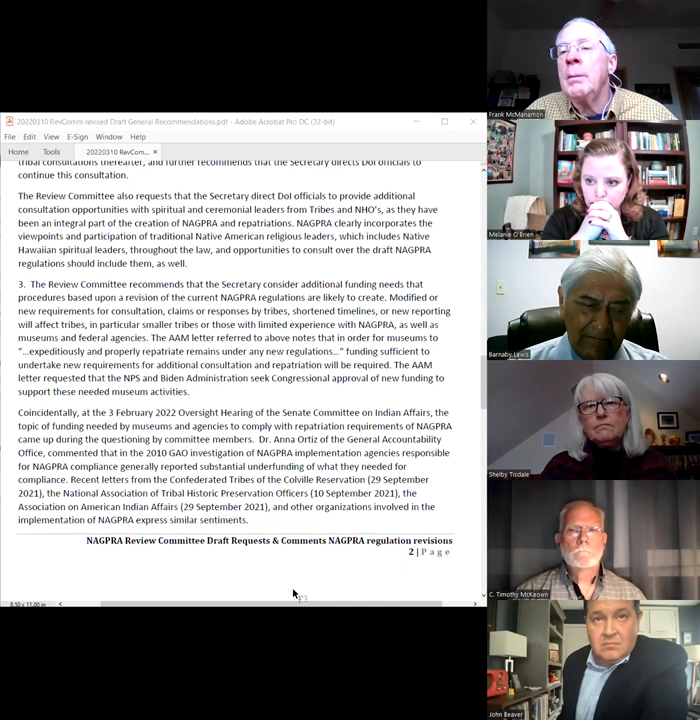 20220310 RevComm revised Draft General Recommendations.pdf - Adobe Acrobat Pro DC (32-bit)
File Edit View E-Sign Window Help
Home Tools 20220310 RevCom... ×
tribal consultations thereafter, and further recommends that the Secretary directs DoI officials to
continue this consultation.
The Review Committee also requests that the Secretary direct DoI officials to provide additional
consultation opportunities with spiritual and ceremonial leaders from Tribes and NHO's, as they have
been an integral part of the creation of NAGPRA and repatriations. NAGPRA clearly incorporates the
viewpoints and participation of traditional Native American religious leaders, which includes Native
Hawaiian spiritual leaders, throughout the law, and opportunities to consult over the draft NAGPRA
regulations should include them, as well.
3. The Review Committee recommends that the Secretary consider additional funding needs that
procedures based upon a revision of the current NAGPRA regulations are likely to create. Modified or
new requirements for consultation, claims or responses by tribes, shortened timelines, or new reporting
will affect tribes, in particular smaller tribes or those with limited experience with NAGPRA, as well as
museums and federal agencies. The AAM letter referred to above notes that in order for museums to
"...expeditiously and properly repatriate remains under any new regulations..." funding sufficient to
undertake new requirements for additional consultation and repatriation will be required. The AAM
letter requested that the NPS and Biden Administration seek Congressional approval of new funding to
support these needed museum activities.
Coincidentally, at the 3 February 2022 Oversight Hearing of the Senate Committee on Indian Affairs, the
topic of funding needed by museums and agencies to comply with repatriation requirements of NAGPRA
came up during the questioning by committee members. Dr. Anna Ortiz of the General Accountability
Office, commented that in the 2010 GAO investigation of NAGPRA implementation agencies responsible
for NAGPRA compliance generally reported substantial underfunding of what they needed for
compliance. Recent letters from the Confederated Tribes of the Colville Reservation (29 September
2021), the National Association of Tribal Historic Preservation Officers (10 September 2021), the
Association on American Indian Affairs (29 September 2021), and other organizations involved in the
implementation of NAGPRA express similar sentiments.
NAGPRA Review Committee Draft Requests & Comments NAGPRA regulation revisions
2 | P a g e
8.50 x 11.00 in
Frank McManamon
Melanie O'Brien
Barnaby Lewis
Shelby Tisdale
C. Timothy McKeown
John Beaver